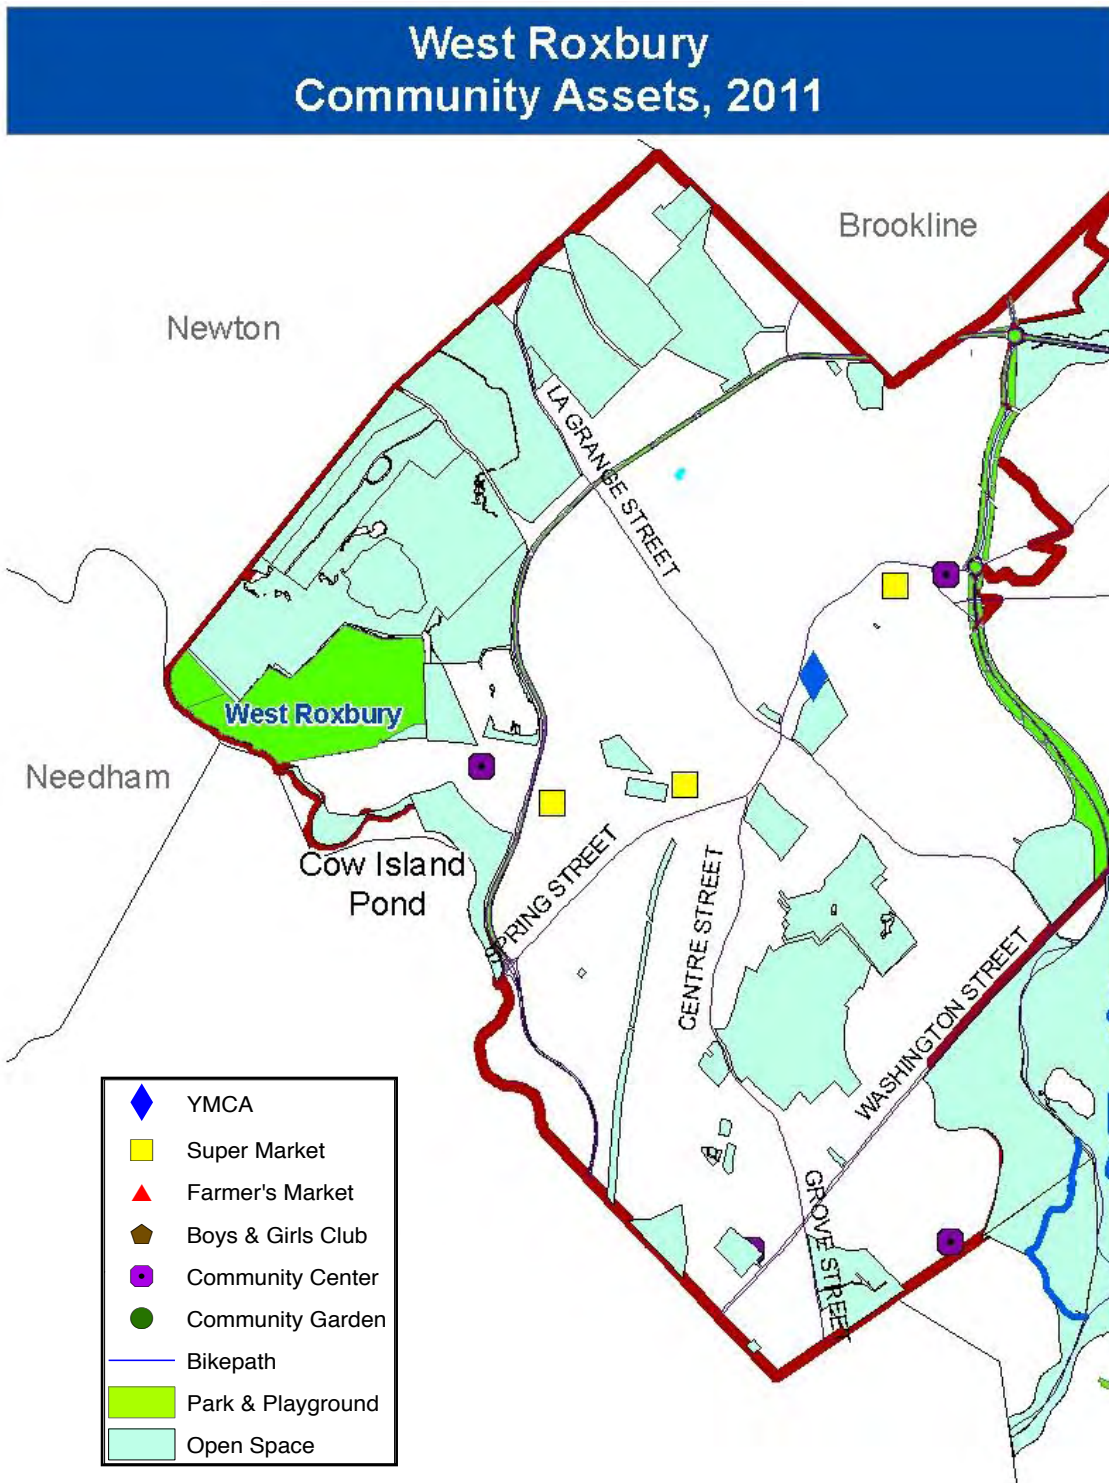 West Roxbury
Community Assets, 2011
Brookline
Newton
LA GRANGE STREET
West Roxbury
Needham
Cow Island
Pond
SPRING STREET
CENTRE STREET
WASHINGTON STREET
GROVE STREET
YMCA
Super Market
Farmer's Market
Boys & Girls Club
Community Center
Community Garden
Bikepath
Park & Playground
Open Space